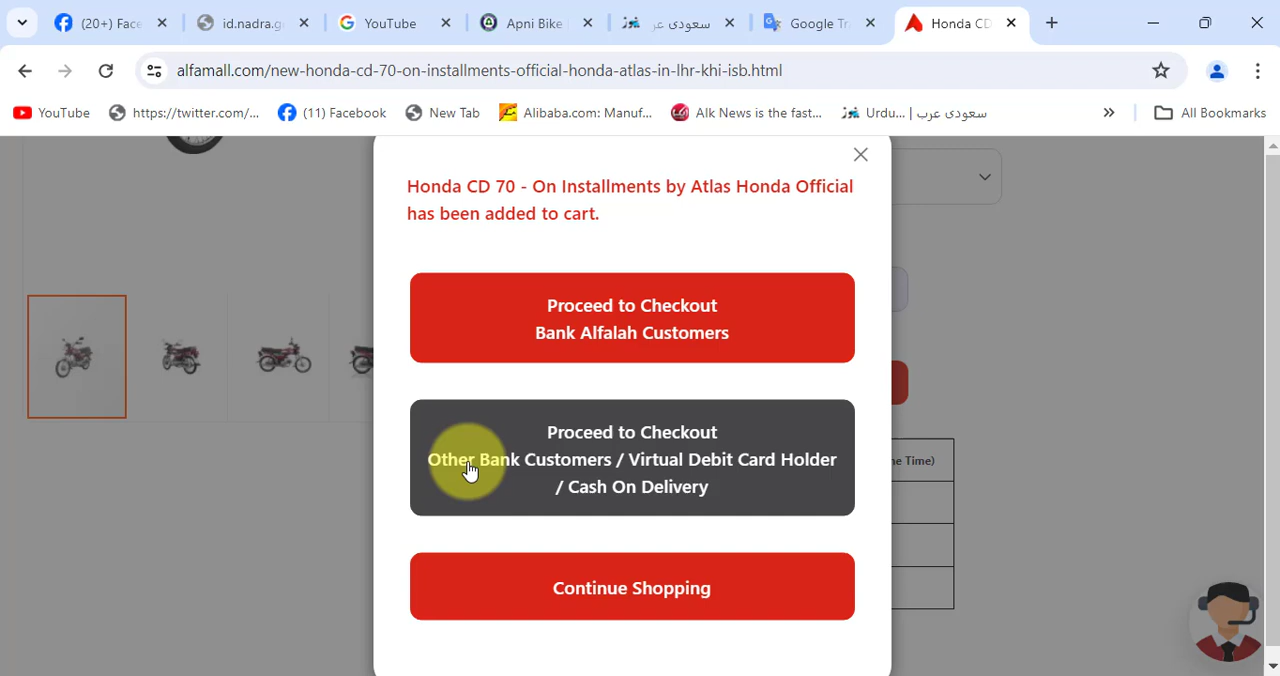 (20+) Face
id.nadra.g
YouTube
Apni Bike
سعودی عر
Google Tr
Honda CD
alfamall.com/new-honda-cd-70-on-installments-official-honda-atlas-in-lhr-khi-isb.html
YouTube
https://twitter.com/...
(11) Facebook
New Tab
Alibaba.com: Manuf...
Alk News is the fast...
Urdu... | سعودی عرب
»
All Bookmarks
Honda CD 70 - On Installments by Atlas Honda Official
has been added to cart.
Proceed to Checkout
Bank Alfalah Customers
Proceed to Checkout
Other Bank Customers / Virtual Debit Card Holder
/ Cash On Delivery
ne Time)
Continue Shopping